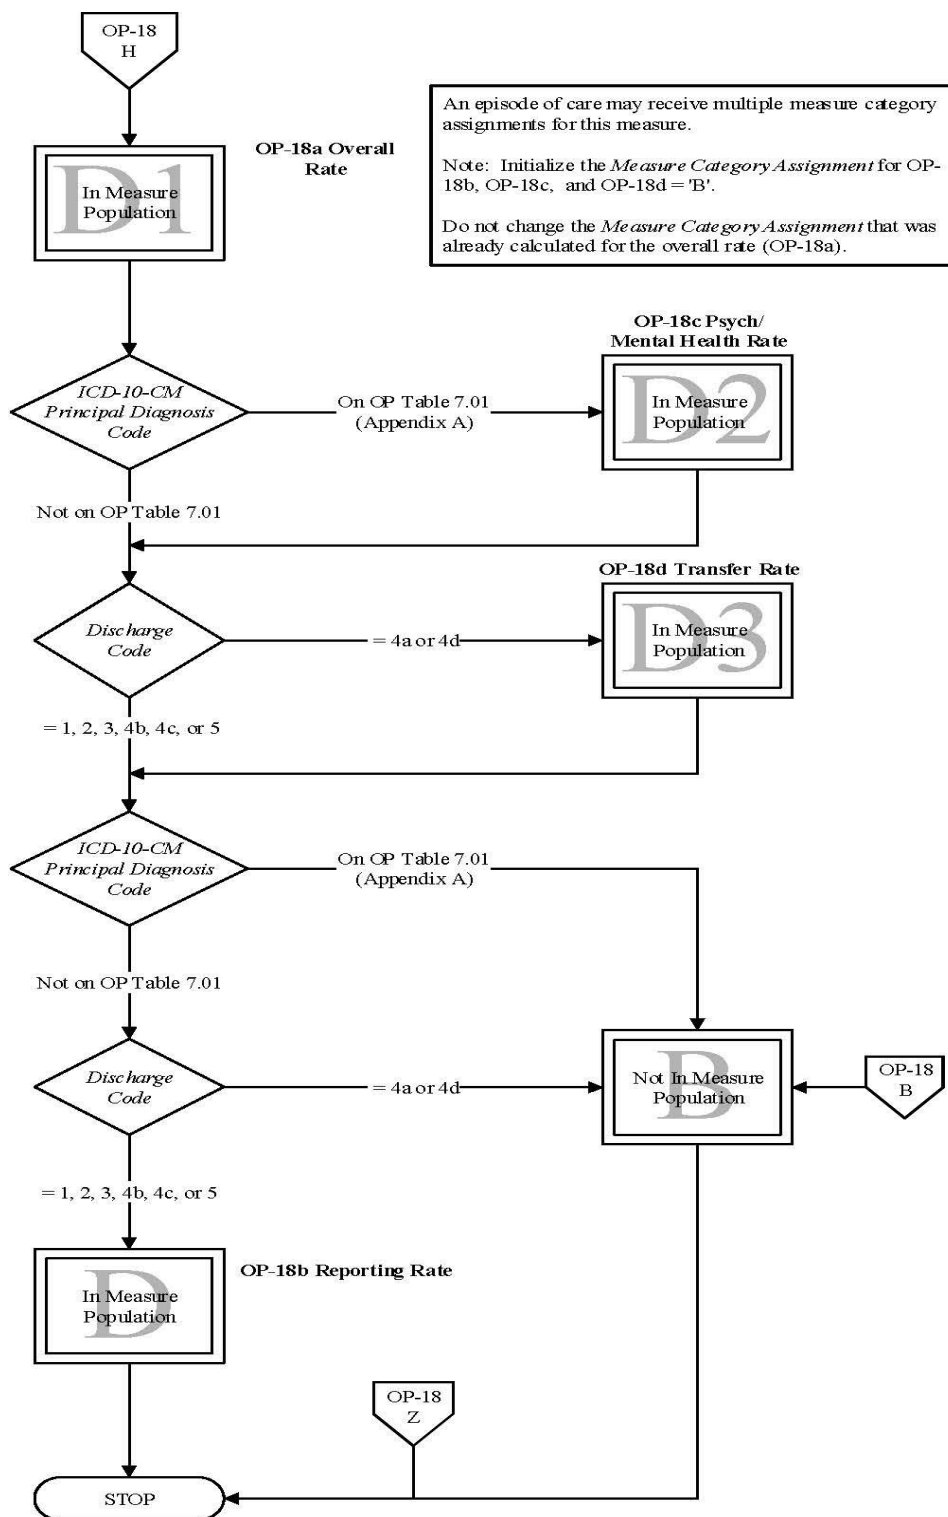 OP-18
H
An episode of care may receive multiple measure category
assignments for this measure.
Note: Initialize the Measure Category Assignment for OP-
18b, OP-18c, and OP-18d = 'B'.
Do not change the Measure Category Assignment that was
already calculated for the overall rate (OP-18a).
OP-18a Overall
Rate
D1
In Measure
Population
OP-18c Psych/
Mental Health Rate
ICD-10-CM
Principal Diagnosis
Code
On OP Table 7.01
(Appendix A)
D2
In Measure
Population
Not on OP Table 7.01
OP-18d Transfer Rate
Discharge
Code
= 4a or 4d
D3
In Measure
Population
= 1, 2, 3, 4b, 4c, or 5
ICD-10-CM
Principal Diagnosis
Code
On OP Table 7.01
(Appendix A)
Not on OP Table 7.01
Discharge
Code
= 4a or 4d
B
Not In Measure
Population
OP-18
B
= 1, 2, 3, 4b, 4c, or 5
OP-18b Reporting Rate
D
In Measure
Population
OP-18
Z
STOP